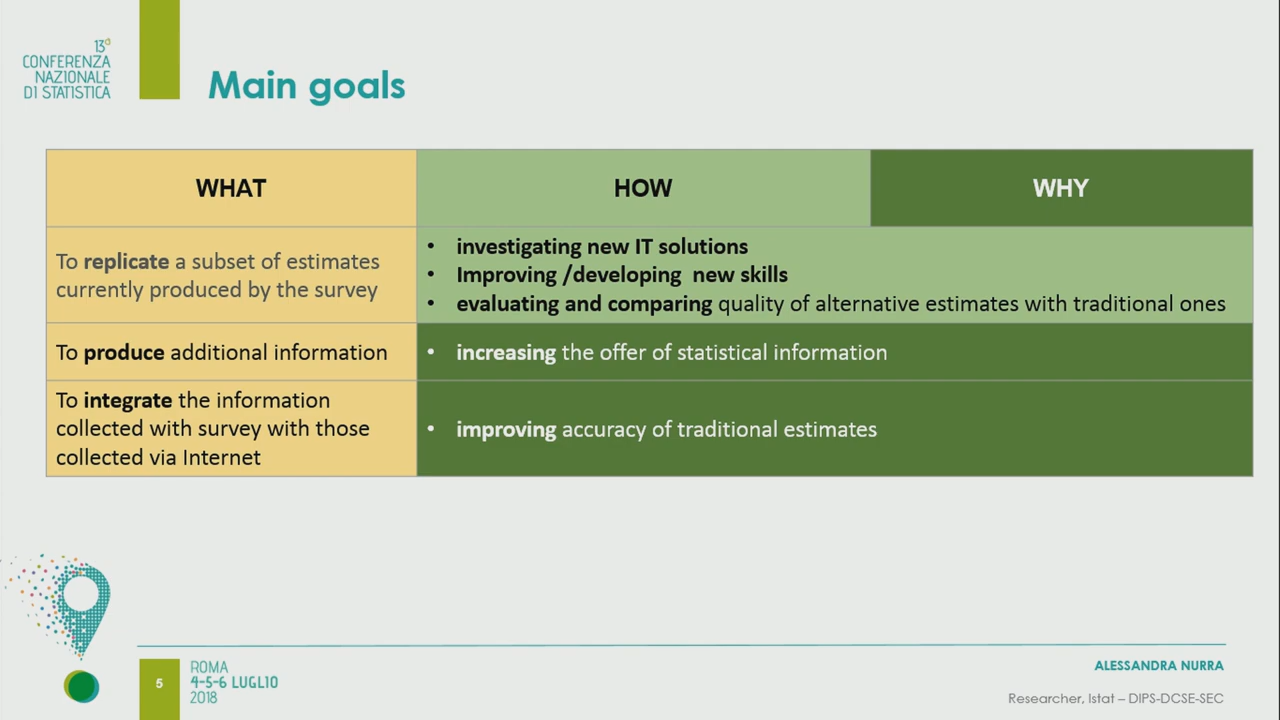 13ª
CONFERENZA
NAZIONALE
DI STATISTICA
Main goals
WHAT
HOW
WHY
To replicate a subset of estimates
currently produced by the survey
• investigating new IT solutions
• Improving /developing new skills
• evaluating and comparing quality of alternative estimates with traditional ones
To produce additional information
• increasing the offer of statistical information
To integrate the information
collected with survey with those
collected via Internet
• improving accuracy of traditional estimates
5
ROMA
4-5-6 LUGLIO
2018
ALESSANDRA NURRA
Researcher, Istat – DIPS-DCSE-SEC